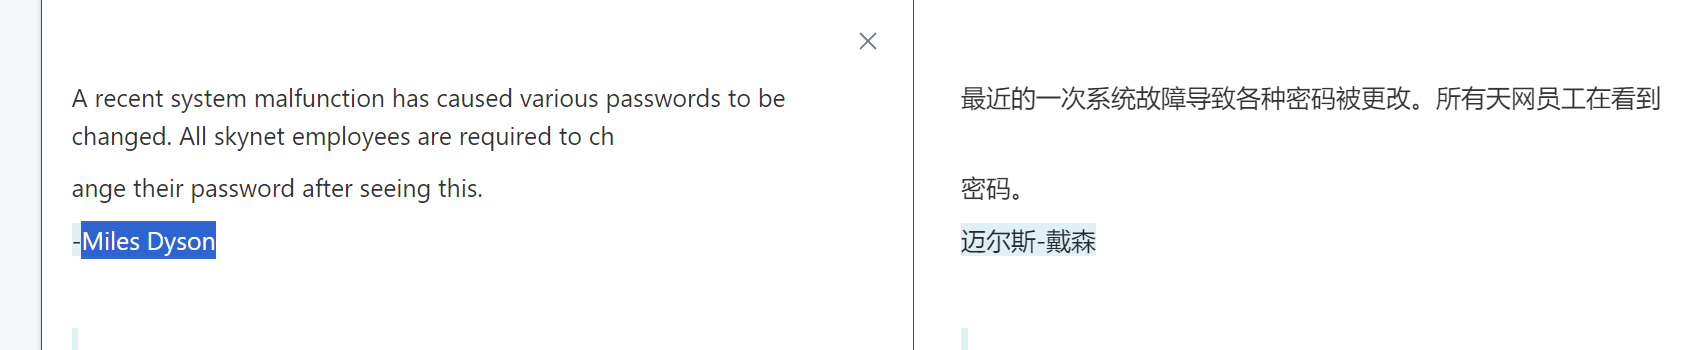 A recent system malfunction has caused various passwords to be
changed. All skynet employees are required to ch
ange their password after seeing this.
-Miles Dyson
最近的一次系统故障导致各种密码被更改。所有天网员工在看到
密码。
迈尔斯-戴森